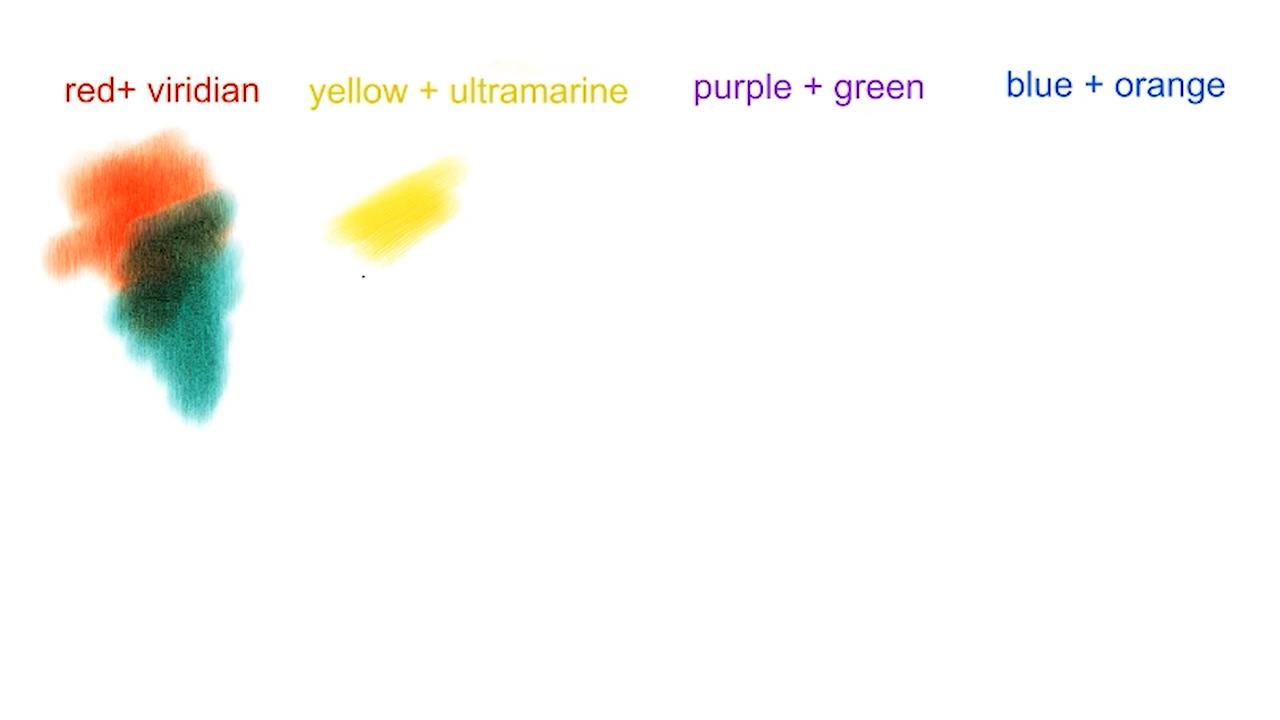 red+ viridian
yellow + ultramarine
purple + green
blue + orange